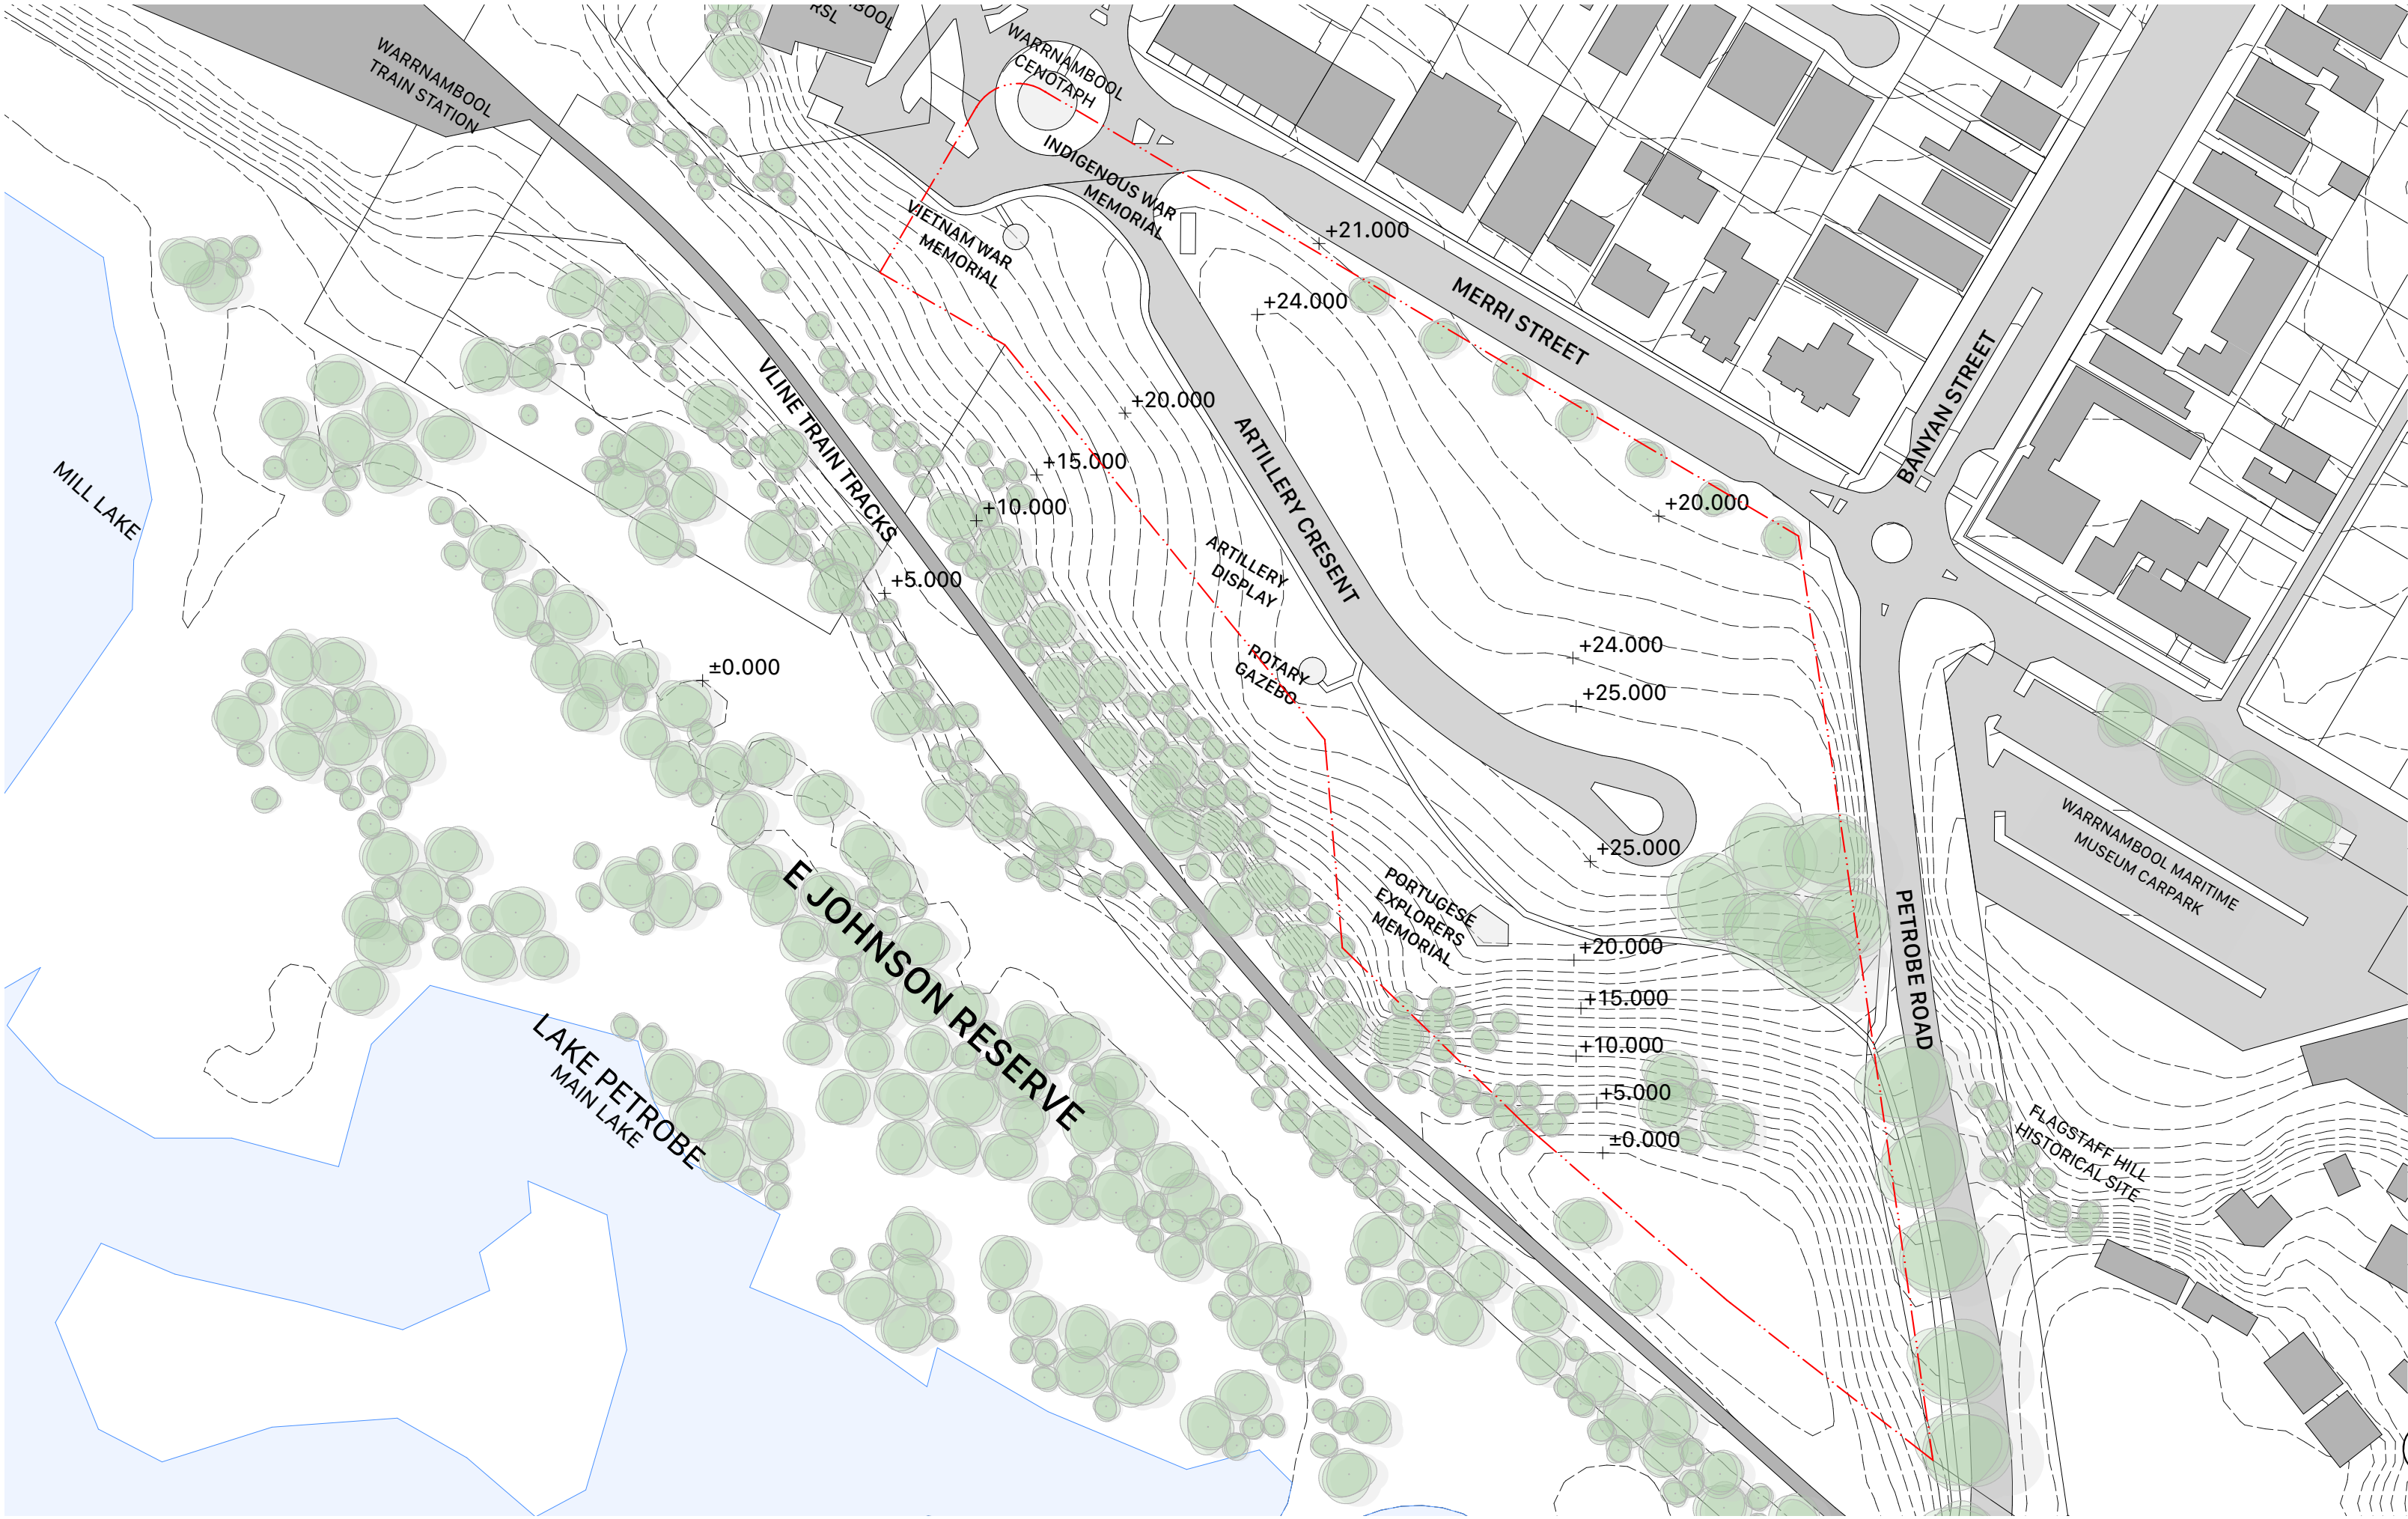 BOOL
RSL
WARRNAMBOOL
TRAIN STATION
WARRNAMBOOL
CENOTAPH
INDIGENOUS WAR
MEMORIAL
VIETNAM WAR
MEMORIAL
+21.000
+24.000
MERRI STREET
BANYAN STREET
VLINE TRAIN TRACKS
+20.000
ARTILLERY CRESENT
+15.000
MILL LAKE
+10.000
+20.000
ARTILLERY
DISPLAY
+5.000
ROTARY
GAZEBO
+24.000
±0.000
+25.000
+25.000
WARRNAMBOOL MARITIME
MUSEUM CARPARK
E JOHNSON RESERVE
PORTUGESE
EXPLORERS
MEMORIAL
PETROBE ROAD
+20.000
+15.000
LAKE PETROBE
MAIN LAKE
+10.000
+5.000
±0.000
FLAGSTAFF HILL
HISTORICAL SITE